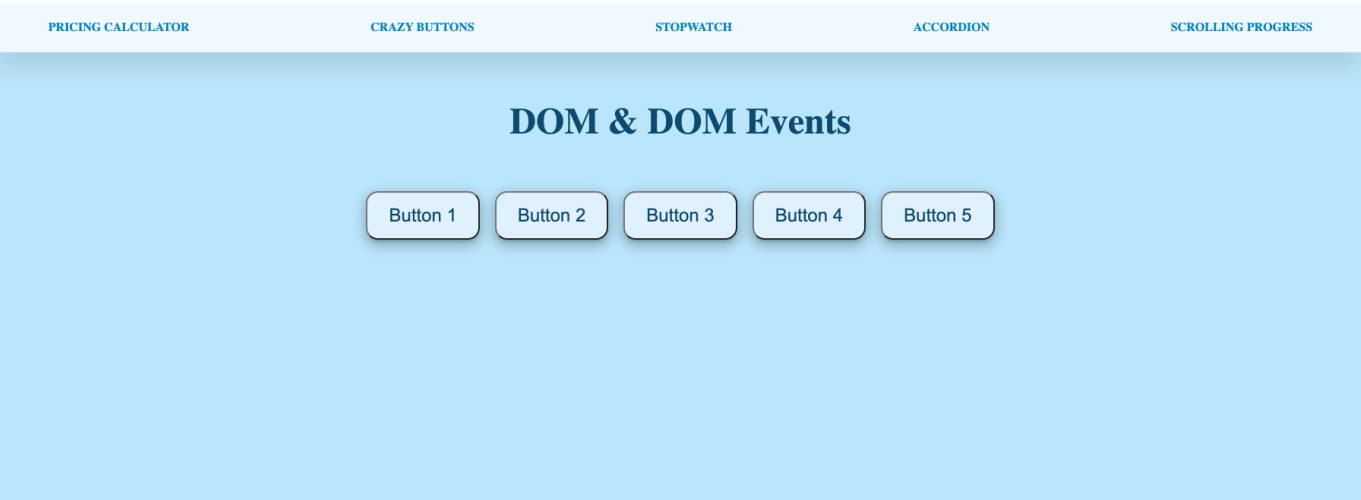 PRICING CALCULATOR CRAZY BUTTONS STOPWATCH ACCORDION SCROLLING PROGRESS
DOM & DOM Events
Button 1 Button 2 Button 3 Button 4 Button 5